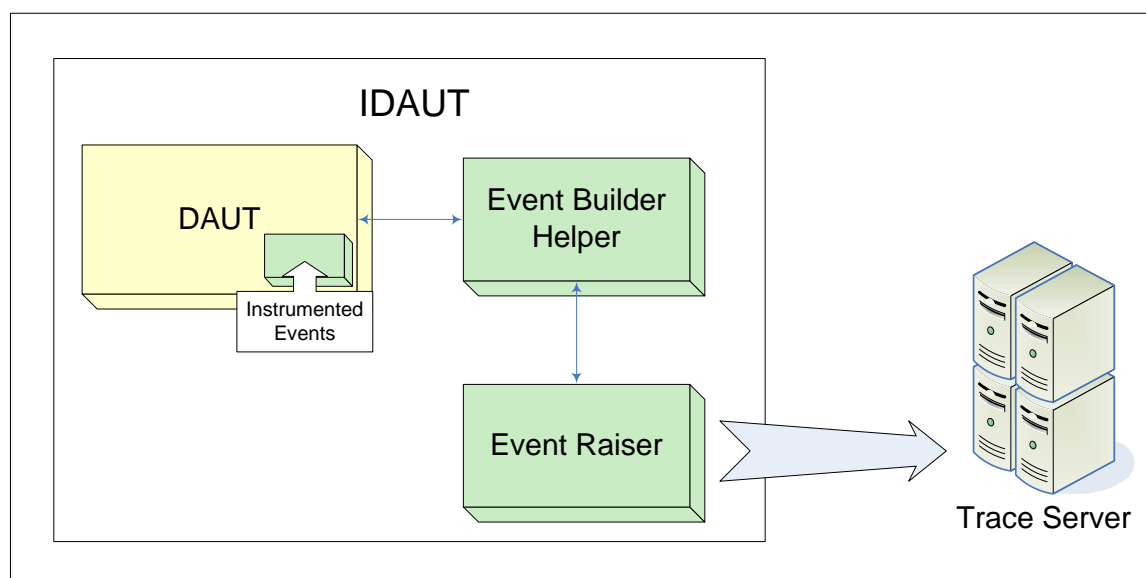 IDAUT
DAUT
Instrumented
Events
Event Builder
Helper
Event Raiser
Trace Server